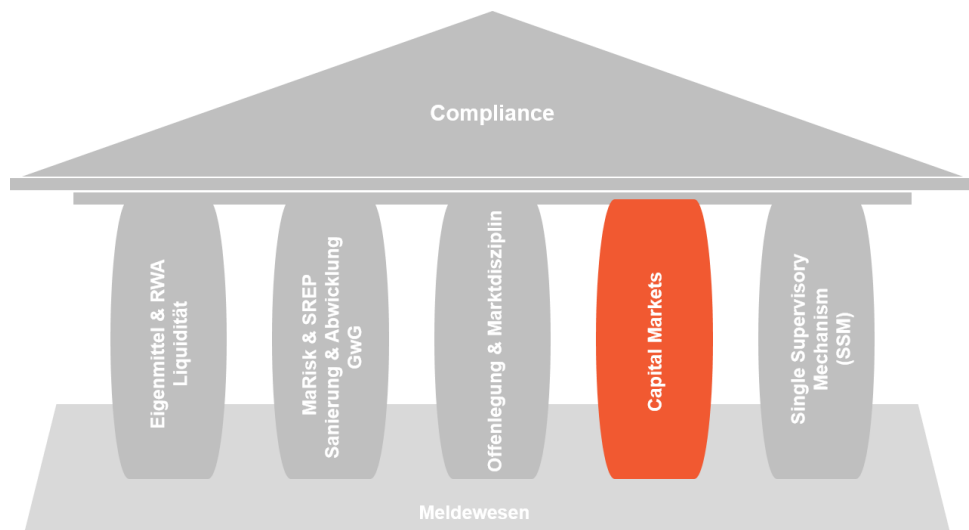 Compliance
Eigenmittel & RWA
Liquidität
MaRisk & SREP
Sanierung & Abwicklung
GwG
Offenlegung & Marktdisziplin
Capital Markets
Single Supervisory
Mechanism
(SSM)
Meldewesen